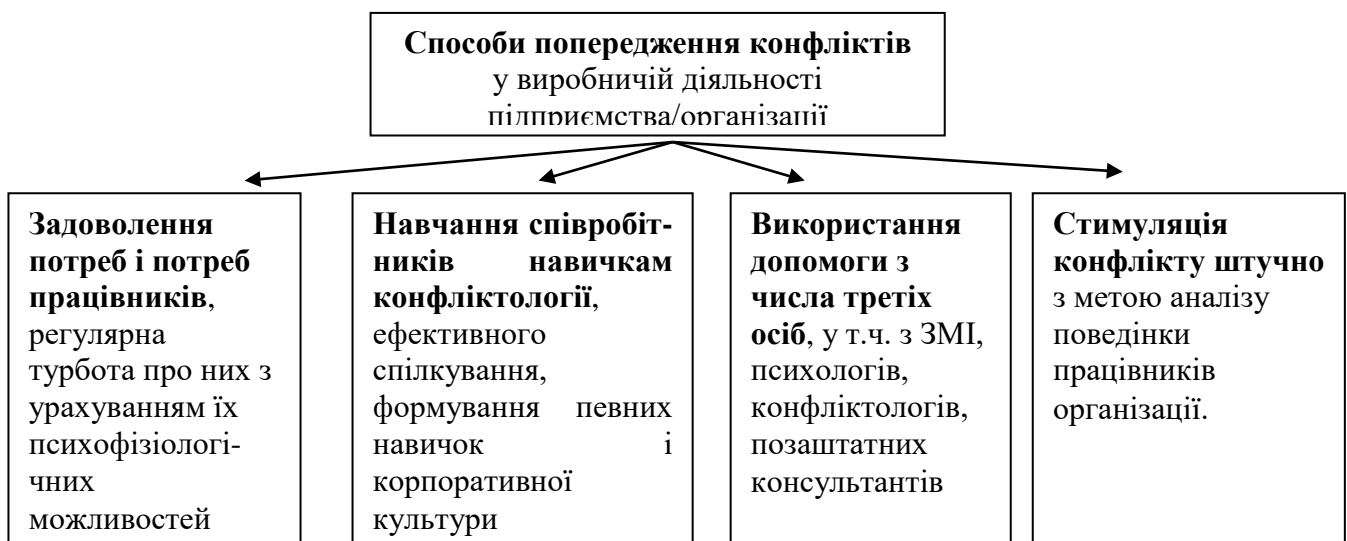 Способи попередження конфліктів
у виробничій діяльності
підприємства/організації
Задоволення
потреб і потреб
працівників,
регулярна
турбота про них з
урахуванням їх
психофізіологі-
чних
можливостей
Навчання співробіт-
ників навичкам
конфліктології,
ефективного
спілкування,
формування певних
навичок і
корпоративної
культури
Використання
допомоги з
числа третіх
осіб, у т.ч. з ЗМІ,
психологів,
конфліктологів,
позаштатних
консультантів
Стимуляція
конфлікту штучно
з метою аналізу
поведінки
працівників
організації.